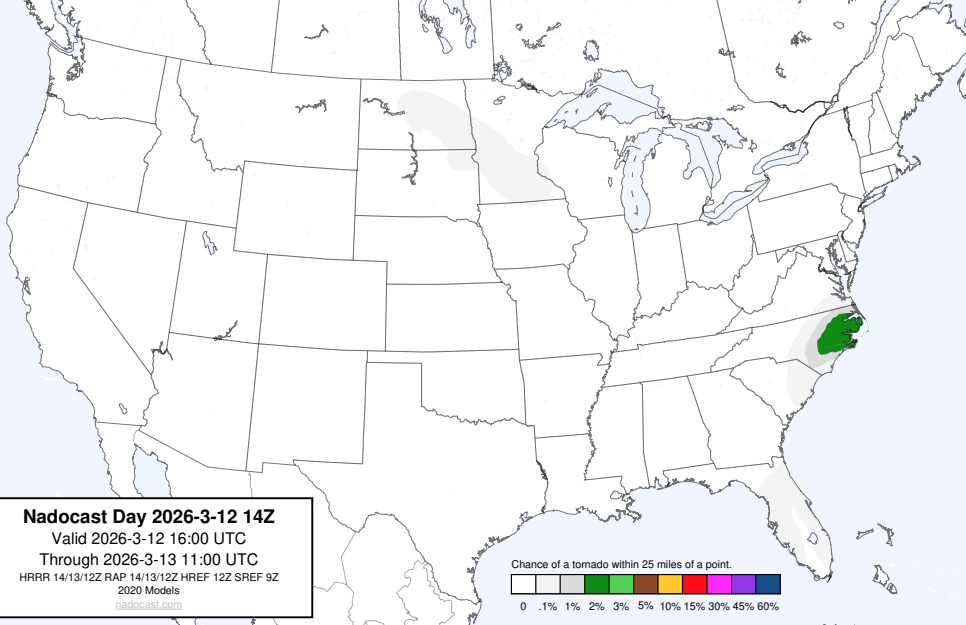 Nadocast Day 2026-3-12 14Z
Valid 2026-3-12 16:00 UTC
Through 2026-3-13 11:00 UTC
HRRR 14/13/12Z RAP 14/13/12Z HREF 12Z SREF 9Z
2020 Models
nadocast.com
Chance of a tornado within 25 miles of a point.
0 .1% 1% 2% 3% 5% 10% 15% 30% 45% 60%